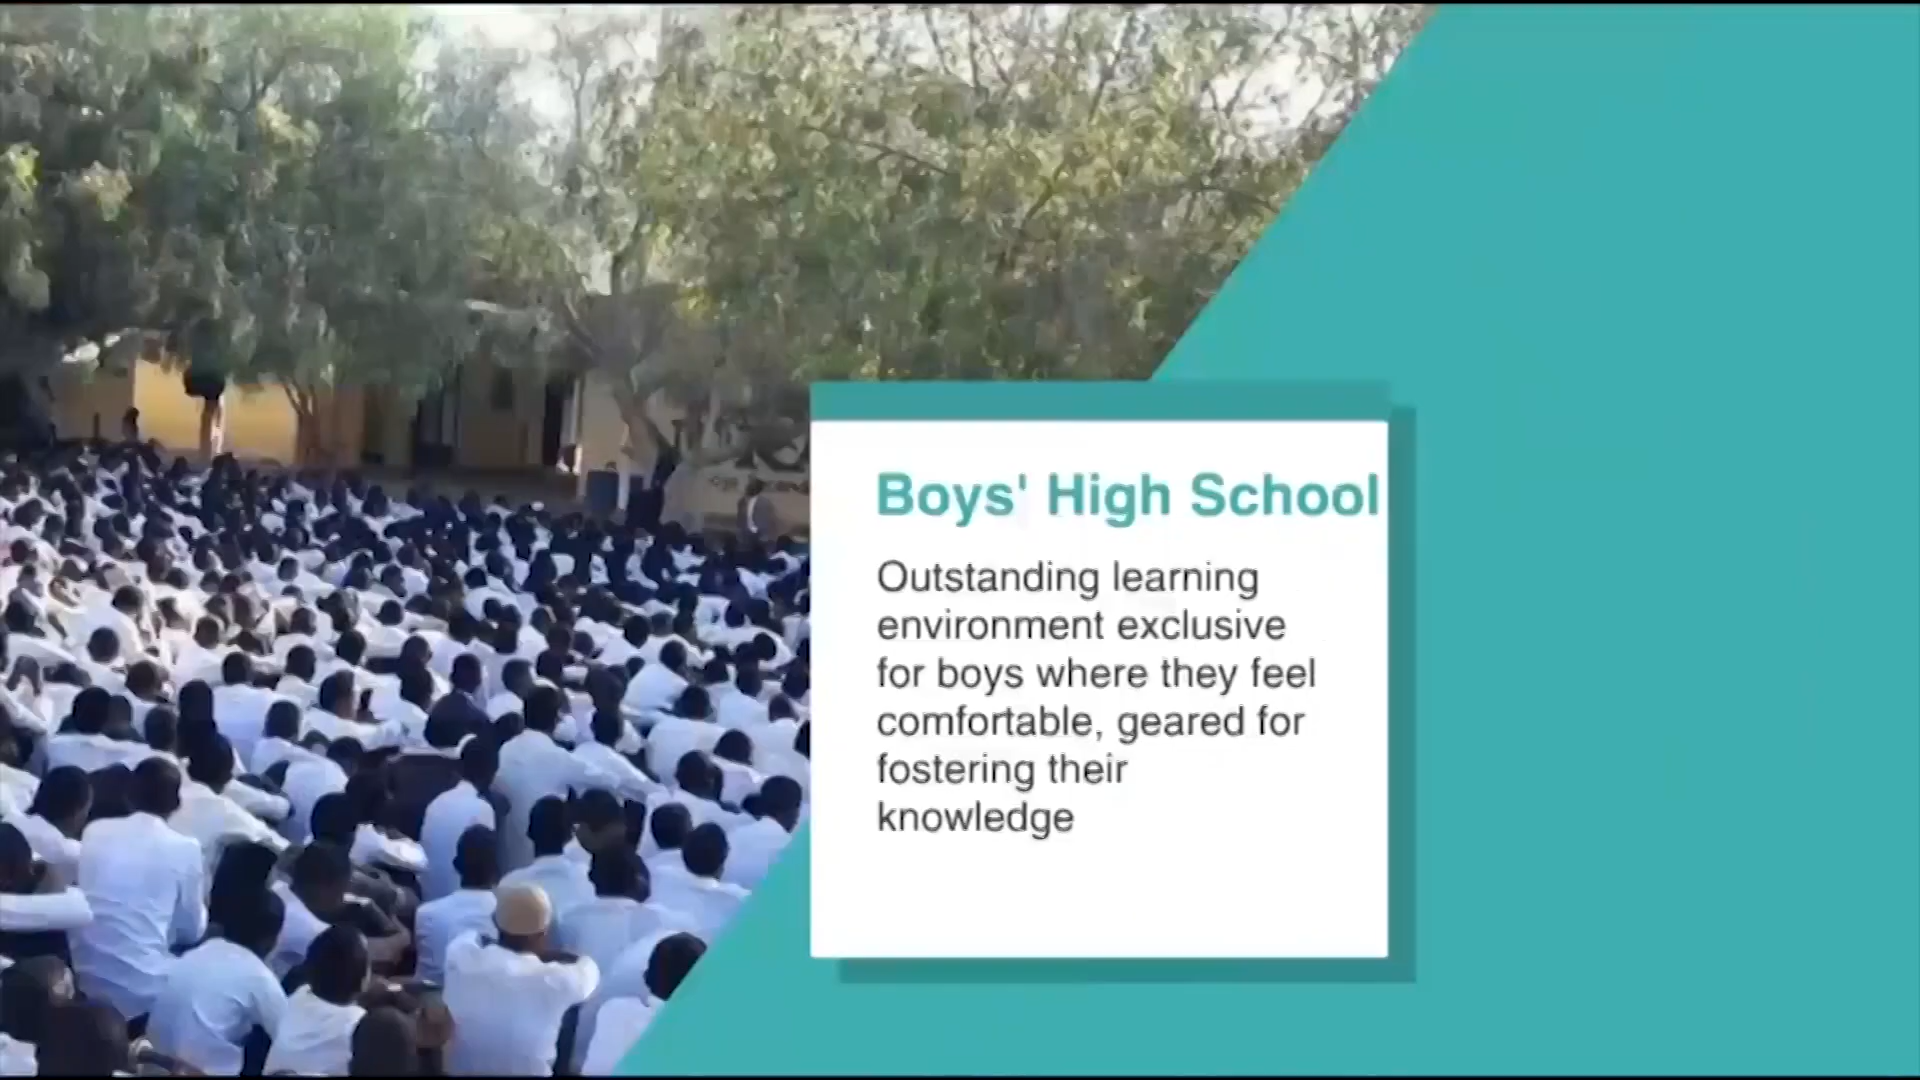 Boys' High School
Outstanding learning
environment exclusive
for boys where they feel
comfortable, geared for
fostering their
knowledge